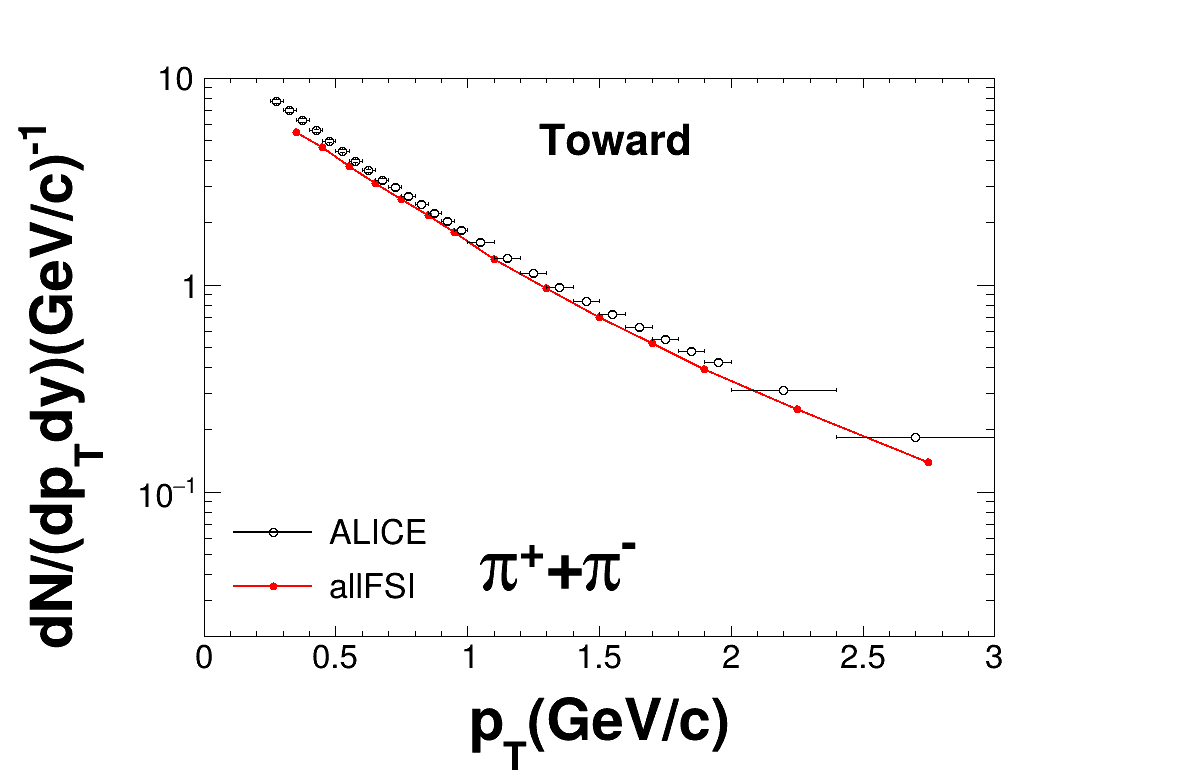 dN/(dp_T dy)(GeV/c)^-1
10
1
10^−1
Toward
ALICE
allFSI
π^+ + π^-
0 0.5 1 1.5 2 2.5 3
p_T(GeV/c)